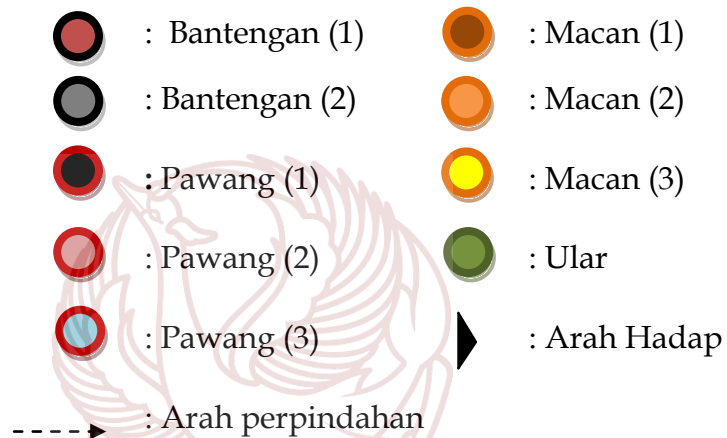 : Bantengan (1)
: Macan (1)
: Bantengan (2)
: Macan (2)
: Pawang (1)
: Macan (3)
: Pawang (2)
: Ular
: Pawang (3)
: Arah Hadap
: Arah perpindahan